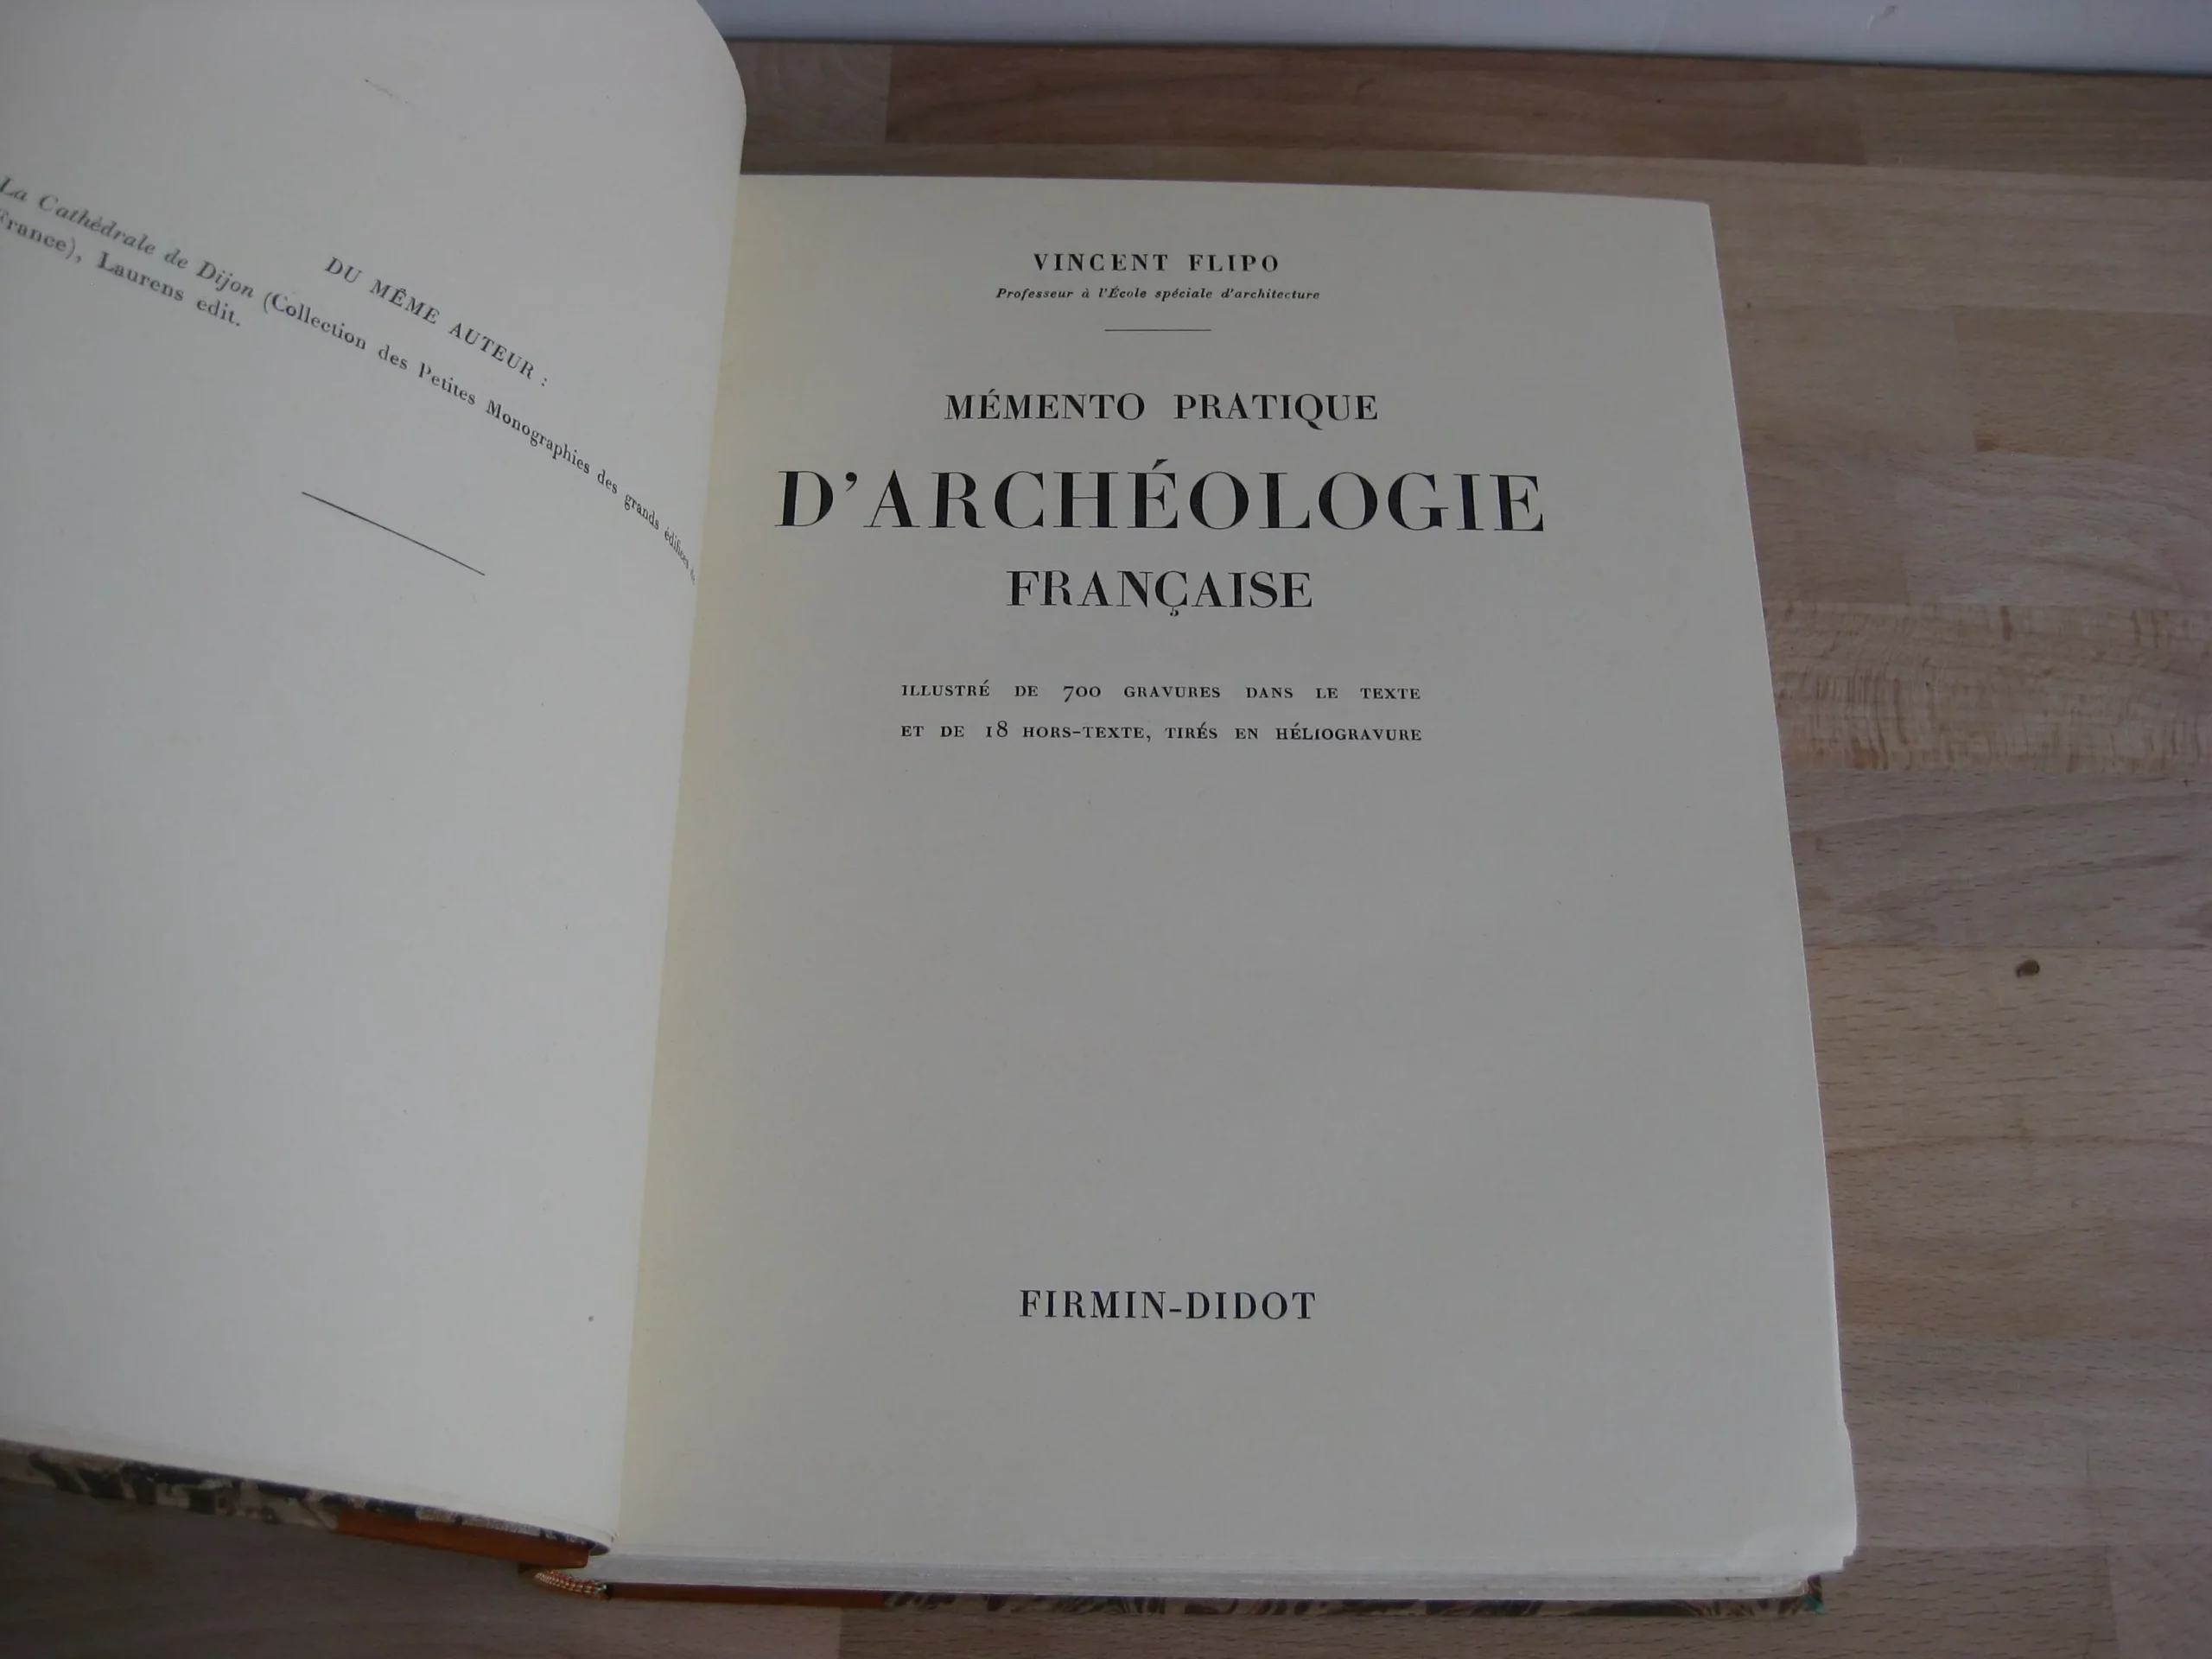 DU MÊME AUTEUR :
La Cathédrale de Dijon (Collection des Petites Monographies des grands édifices de
France), Laurens edit.
VINCENT FLIPO
Professeur à l'École spéciale d'architecture
MÉMENTO PRATIQUE
D'ARCHÉOLOGIE
FRANÇAISE
ILLUSTRÉ DE 700 GRAVURES DANS LE TEXTE
ET DE 18 HORS-TEXTE, TIRÉS EN HÉLIOGRAVURE
FIRMIN-DIDOT